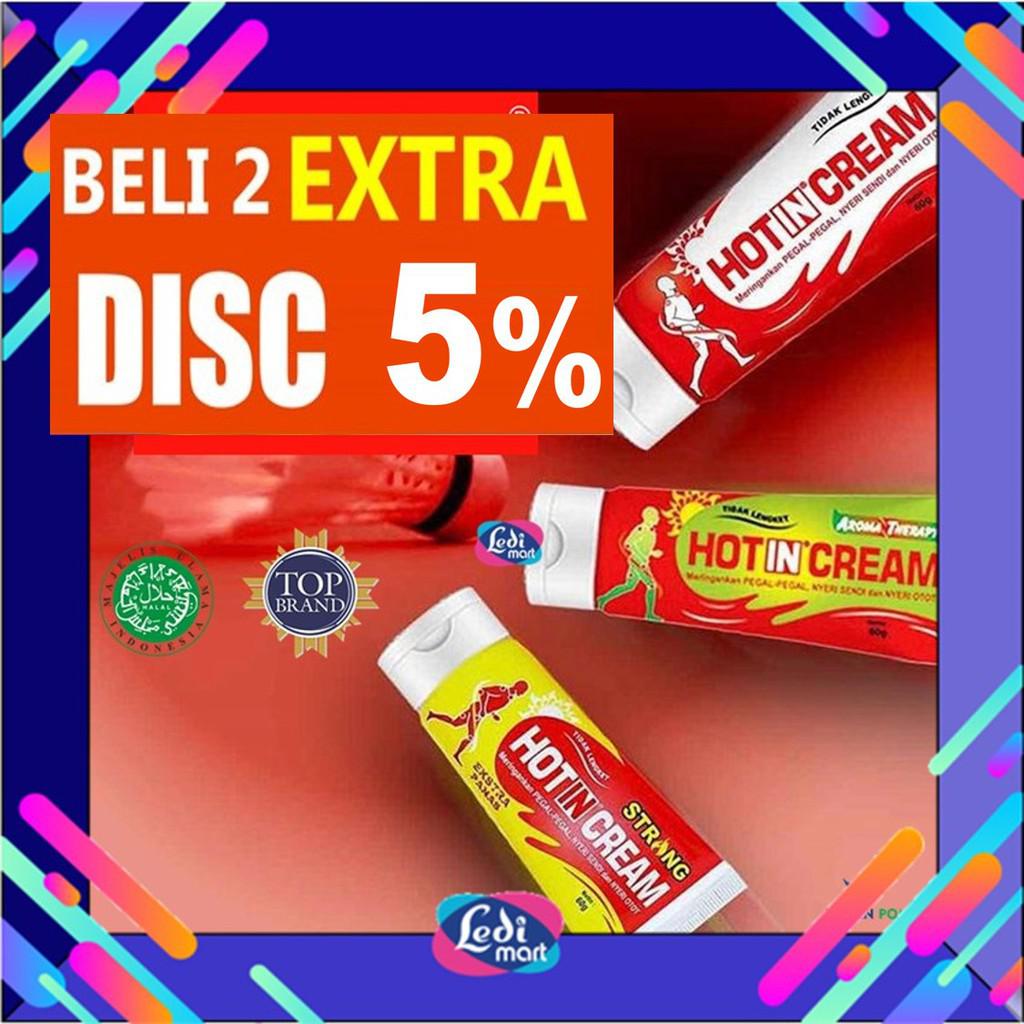 BELI 2 EXTRA
DISC 5%
®
TIDAK LENG
HOT IN® CREAM
Meringankan PEGAL-PEGAL, NYERI SENDI dan NYERI OTO
60g
TIDAK LENGKET
AROMA THERAPY
HOT IN® CREAM
Meringankan PEGAL-PEGAL, NYERI SENDI dan NYERI OTOT
60g
Ledi
mart
MAJELIS ULAMA
حلال
HALAL
INDONESIA
TOP
BRAND
TIDAK LENGKET
HOT IN CREAM
STRONG
Meringankan PEGAL-PEGAL, NYERI SENDI dan NYERI OTOT
EKSTRA
PANAS
60g
N PO
Ledi
mart